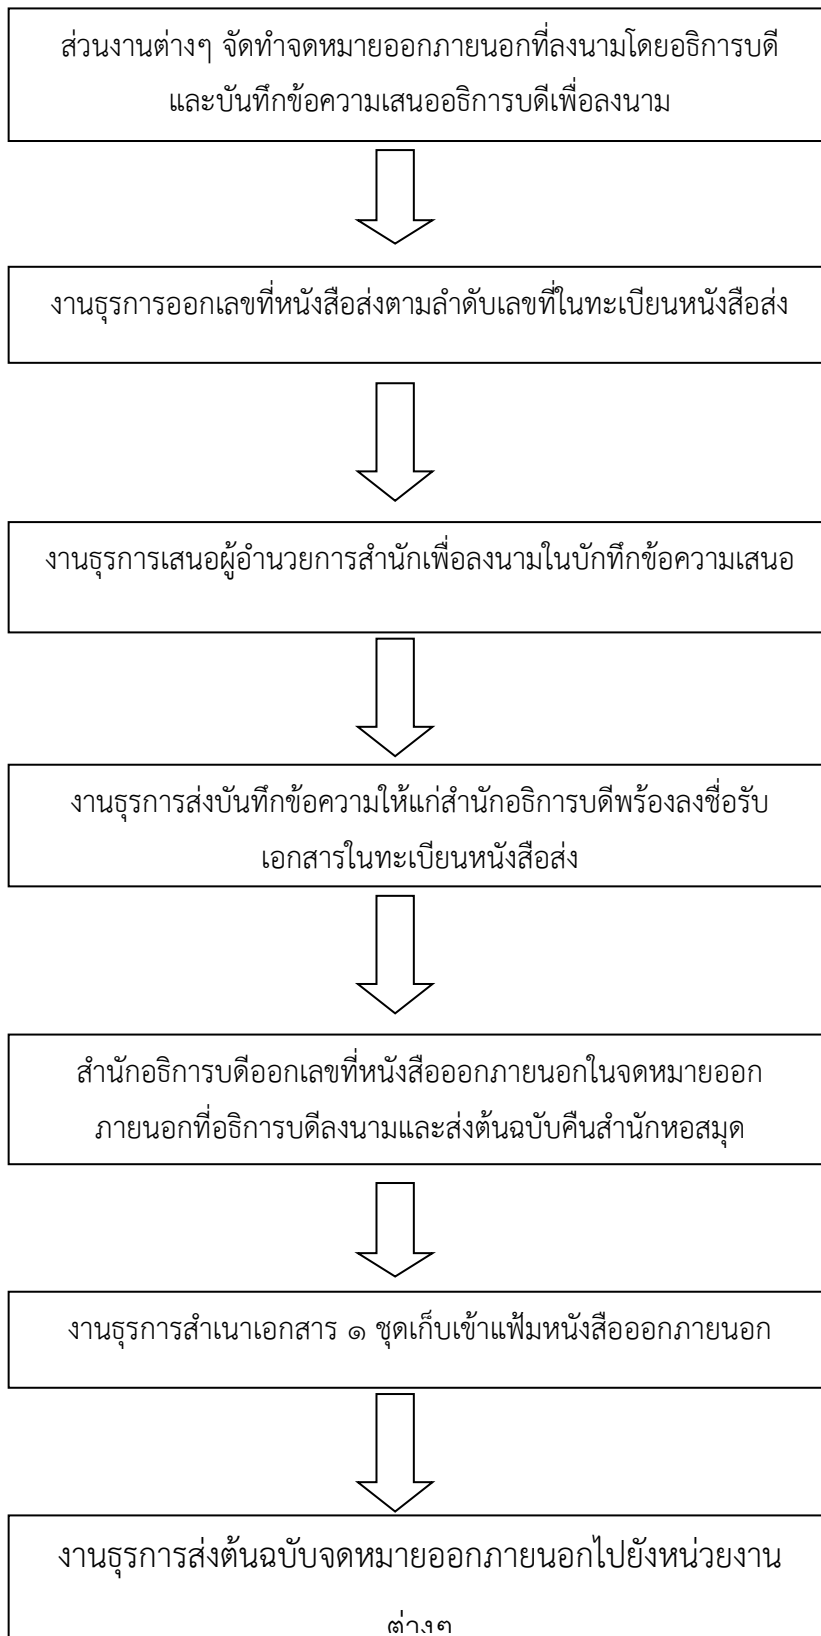 ส่วนงานต่างๆ จัดทำจดหมายออกภายนอกที่ลงนามโดยอธิการบดี
และบันทึกข้อความเสนออธิการบดีเพื่อลงนาม
งานธุรการออกเลขที่หนังสือส่งตามลำดับเลขที่ในทะเบียนหนังสือส่ง
งานธุรการเสนอผู้อำนวยการสำนักเพื่อลงนามในบักทึกข้อความเสนอ
งานธุรการส่งบันทึกข้อความให้แก่สำนักอธิการบดีพร้องลงชื่อรับ
เอกสารในทะเบียนหนังสือส่ง
สำนักอธิการบดีออกเลขที่หนังสือออกภายนอกในจดหมายออก
ภายนอกที่อธิการบดีลงนามและส่งต้นฉบับคืนสำนักหอสมุด
งานธุรการสำเนาเอกสาร ๑ ชุดเก็บเข้าแฟ้มหนังสือออกภายนอก
งานธุรการส่งต้นฉบับจดหมายออกภายนอกไปยังหน่วยงาน
ต่างๆ